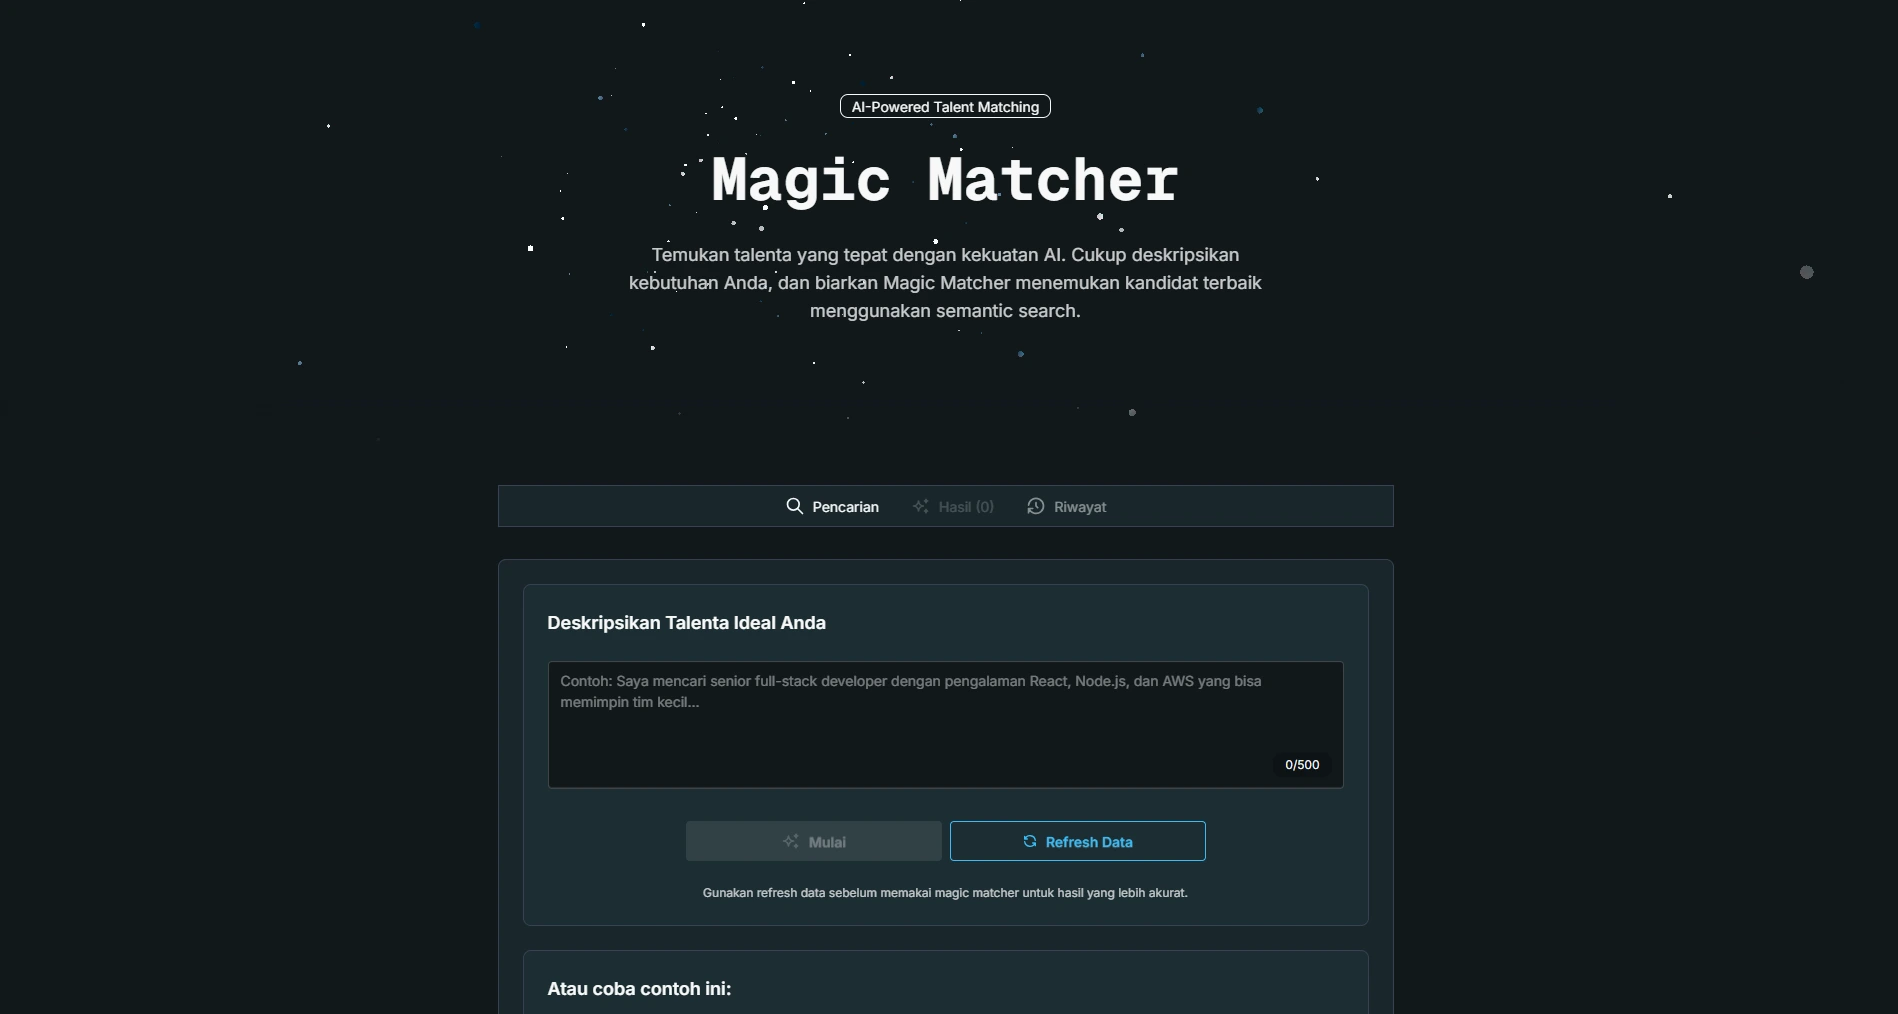 AI-Powered Talent Matching
Magic Matcher
Temukan talenta yang tepat dengan kekuatan AI. Cukup deskripsikan
kebutuhan Anda, dan biarkan Magic Matcher menemukan kandidat terbaik
menggunakan semantic search.
Pencarian Hasil (0) Riwayat
Deskripsikan Talenta Ideal Anda
Contoh: Saya mencari senior full-stack developer dengan pengalaman React, Node.js, dan AWS yang bisa
memimpin tim kecil...
0/500
Mulai Refresh Data
Gunakan refresh data sebelum memakai magic matcher untuk hasil yang lebih akurat.
Atau coba contoh ini: